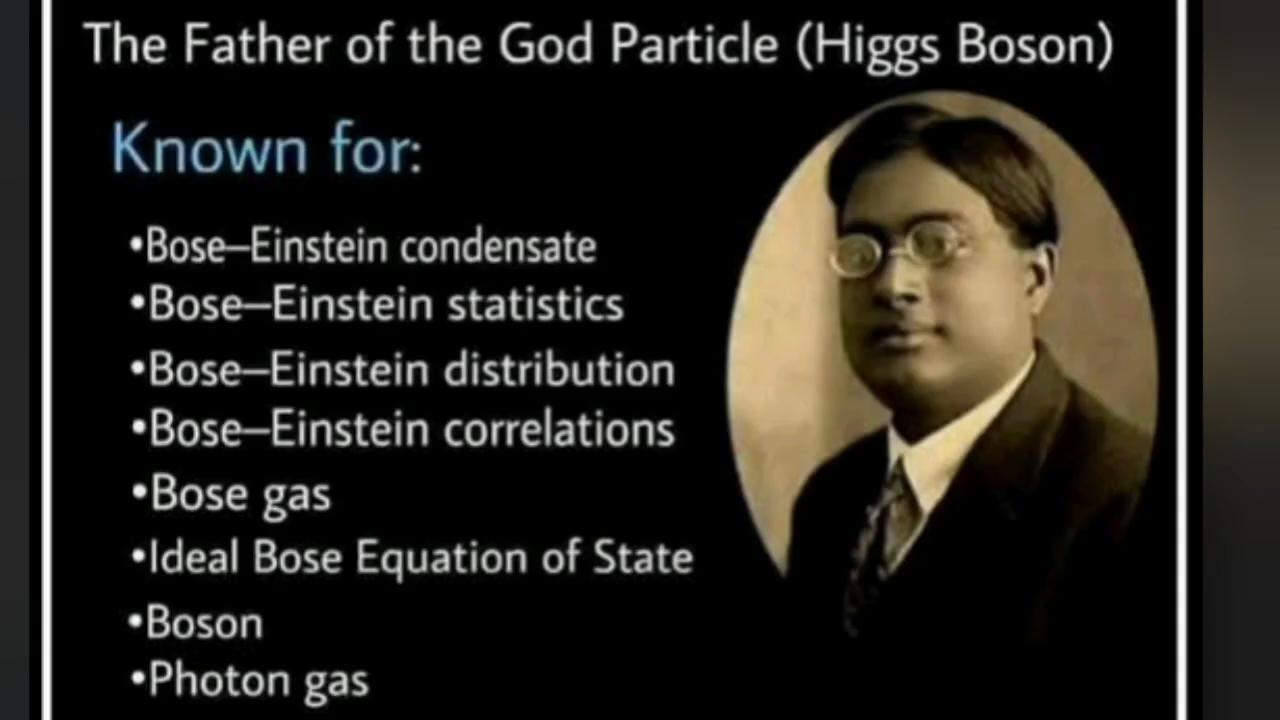 The Father of the God Particle (Higgs Boson)
Known for:
•Bose–Einstein condensate
•Bose–Einstein statistics
•Bose–Einstein distribution
•Bose–Einstein correlations
•Bose gas
•Ideal Bose Equation of State
•Boson
•Photon gas